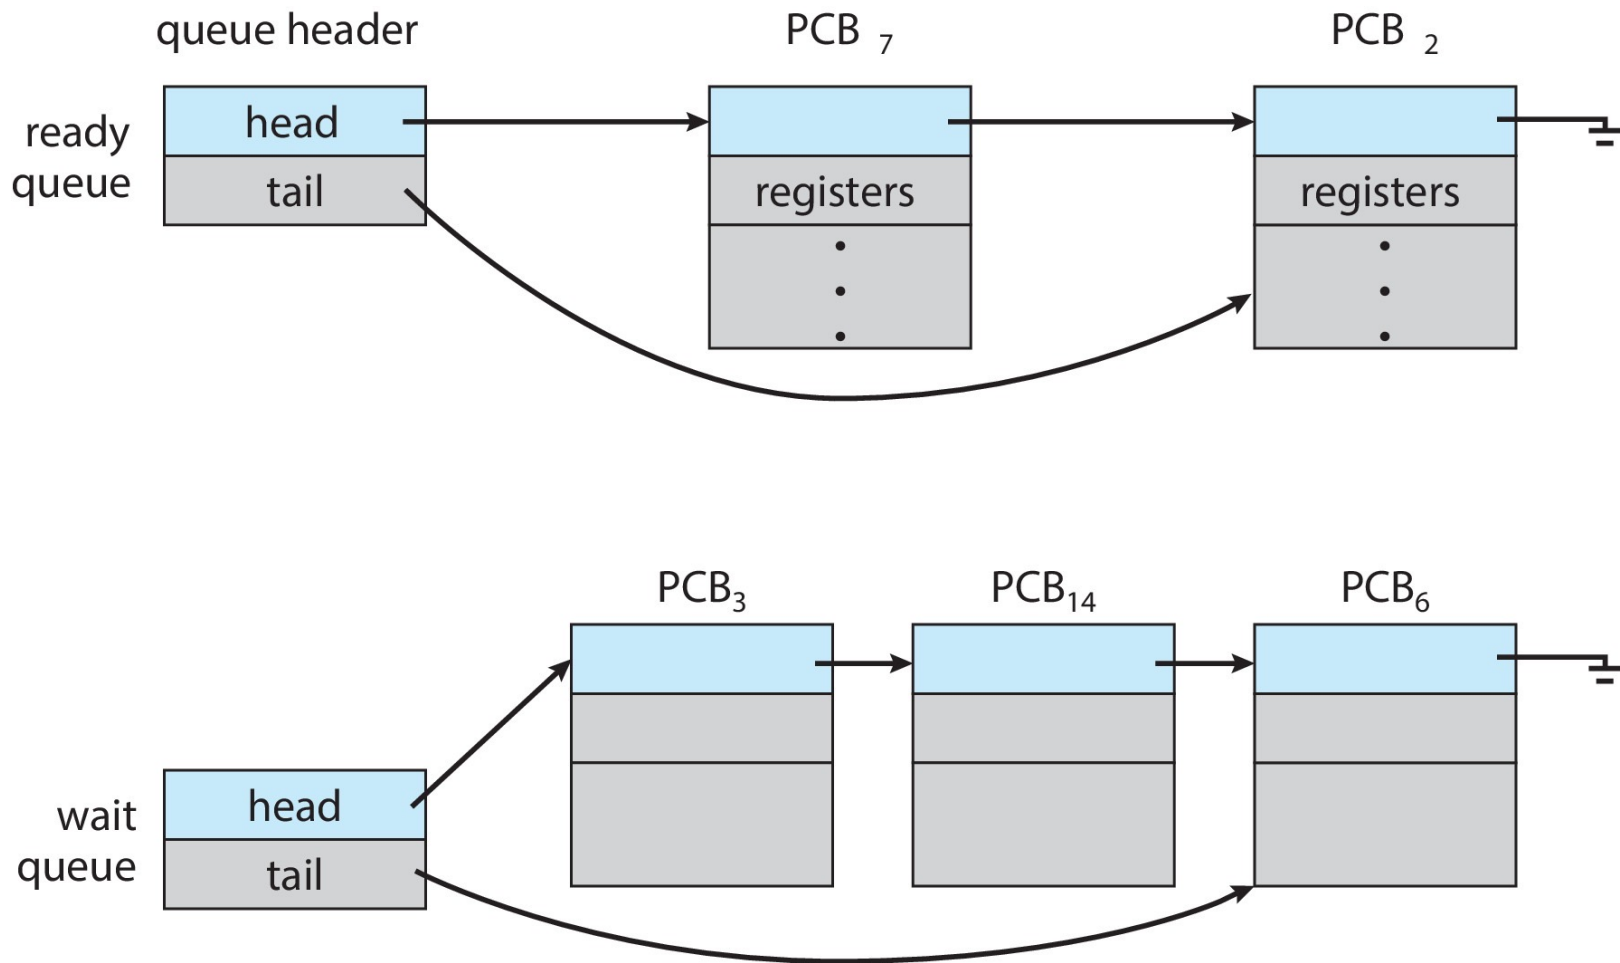 queue header
PCB 7
PCB 2
ready
queue
head
tail
registers
registers
PCB3
PCB14
PCB6
wait
queue
head
tail